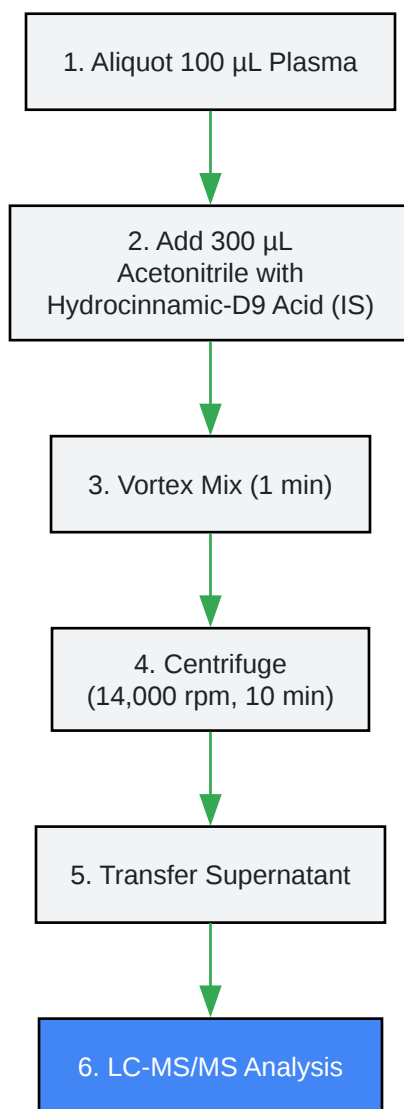 1. Aliquot 100 µL Plasma
2. Add 300 µL
Acetonitrile with
Hydrocinnamic-D9 Acid (IS)
3. Vortex Mix (1 min)
4. Centrifuge
(14,000 rpm, 10 min)
5. Transfer Supernatant
6. LC-MS/MS Analysis